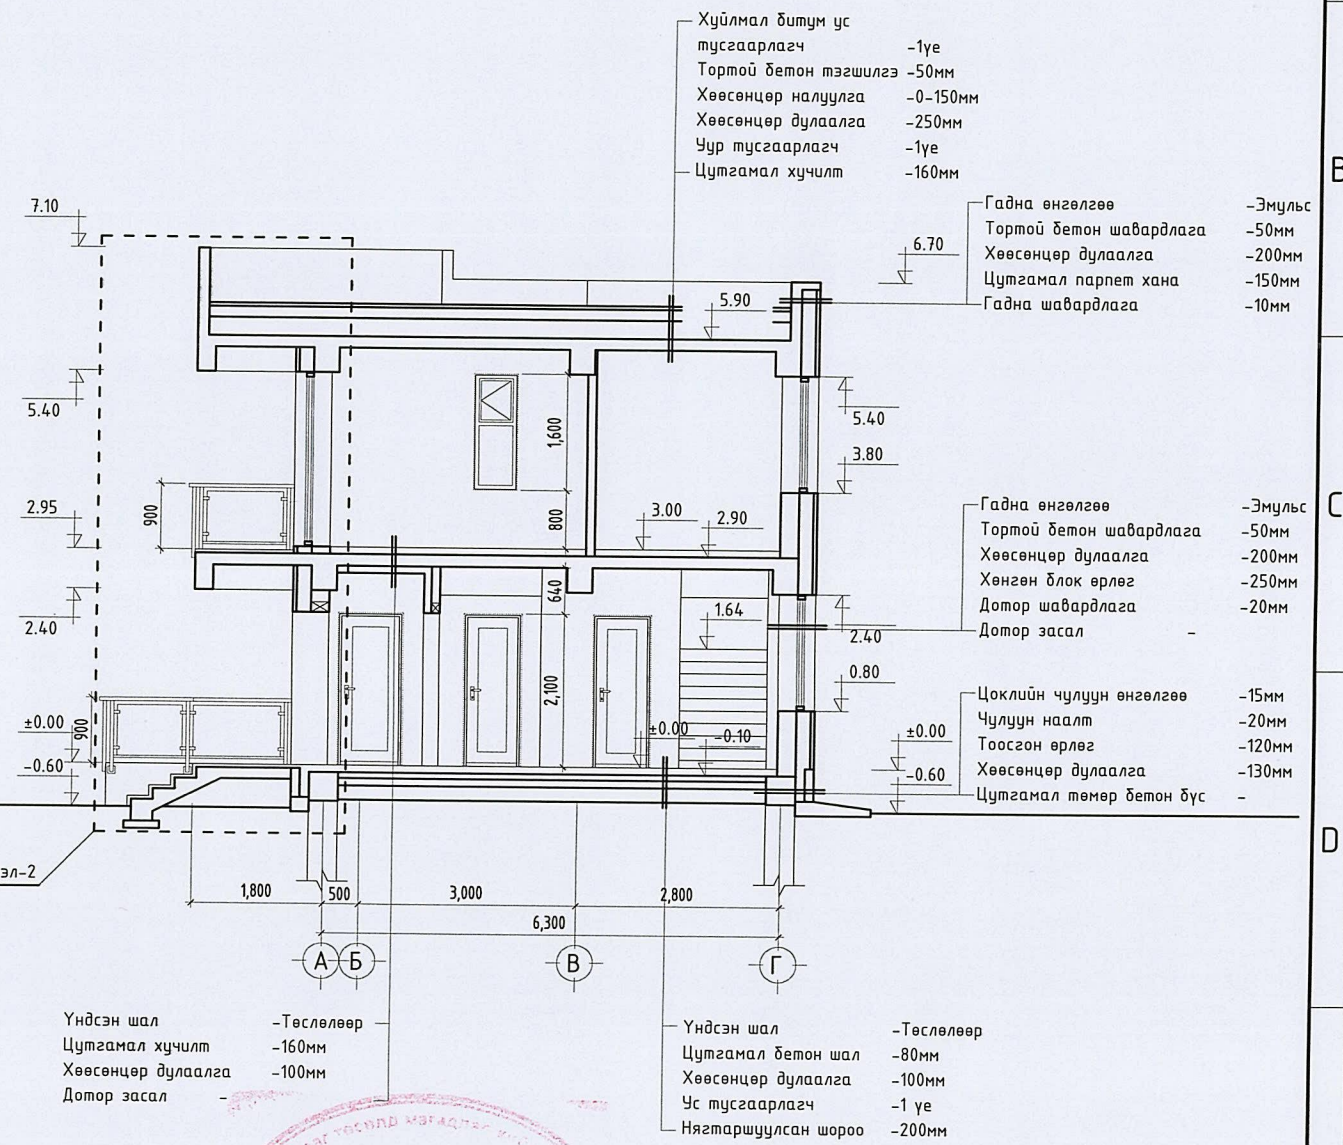 Хуйлмал битум ус
тусгаарлагч -1үе
Тортой бетон тэгшилгэ -50мм
Хөөсөнцөр налуулга -0-150мм
Хөөсөнцөр дулаалга -250мм
Уур тусгаарлагч -1үе
Цутгамал хучилт -160мм
B
Гадна өнгөлгөө -Эмульс
Тортой бетон шавардлага -50мм
Хөөсөнцөр дулаалга -200мм
Цутгамал парпет хана -150мм
Гадна шавардлага -10мм
7.10
6.70
5.90
5.40
5.40
3.80
1,600
800
900
2.95
3.00
2.90
C
Гадна өнгөлгөө -Эмульс
Тортой бетон шавардлага -50мм
Хөөсөнцөр дулаалга -200мм
Хөнгөн блок өрлөг -250мм
Дотор шавардлага -20мм
Дотор засал -
640
1.64
2.40
2.40
0.80
2,100
900
±0.00
-0.60
±0.00
-0.10
±0.00
-0.60
Цоклийн чулуун өнгөлгөө -15мм
Чулуун наалт -20мм
Тоосгон өрлөг -120мм
Хөөсөнцөр дулаалга -130мм
Цутгамал төмөр бетон бүс -
D
эл-2
1,800 500 3,000 2,800
6,300
А Б В Г
Үндсэн шал -Төслөлөөр
Цутгамал хучилт -160мм
Хөөсөнцөр дулаалга -100мм
Дотор засал -
Үндсэн шал -Төслөлөөр
Цутгамал бетон шал -80мм
Хөөсөнцөр дулаалга -100мм
Ус тусгаарлагч -1 үе
Нягтаршуулсан шороо -200мм